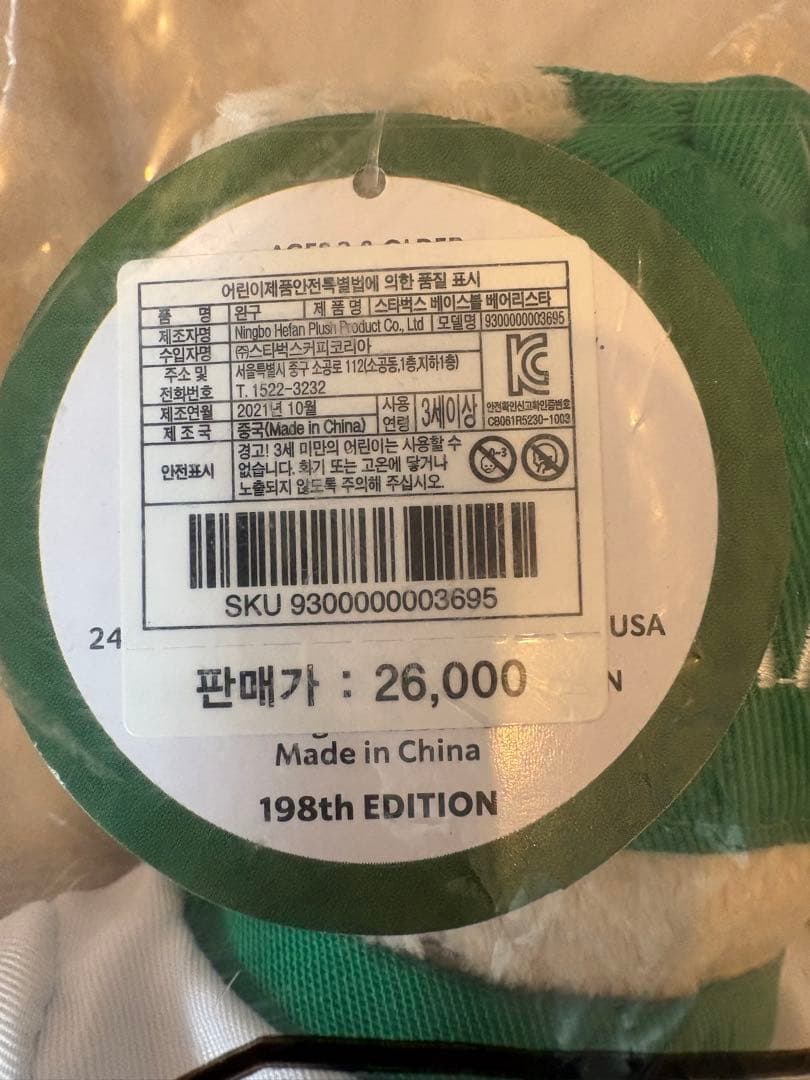 AGES 3 & OLDER
어린이제품안전특별법에 의한 품질 표시
품 명 완구 제 품 명 스타벅스 베이스볼 베어리스타
제조자명 Ningbo Hefan Plush Product Co., Ltd 모델명 9300000003695
수입자명 ㈜스타벅스커피코리아
주소 및 서울특별시 중구 소공로 112(소공동,1층,지하1층)
전화번호 T. 1522-3232
제조연월 2021년 10월 사용
연령 3세이상
안전확인신고확인증번호
CB061R5230-1003
제 조 국 중국(Made in China)
안전표시 경고! 3세 미만의 어린이는 사용할 수
없습니다. 화기 또는 고온에 닿거나
노출되지 않도록 주의해 주십시오.
0-3
SKU 9300000003695
24 USA
판매가 : 26,000
N
Made in China
198th EDITION